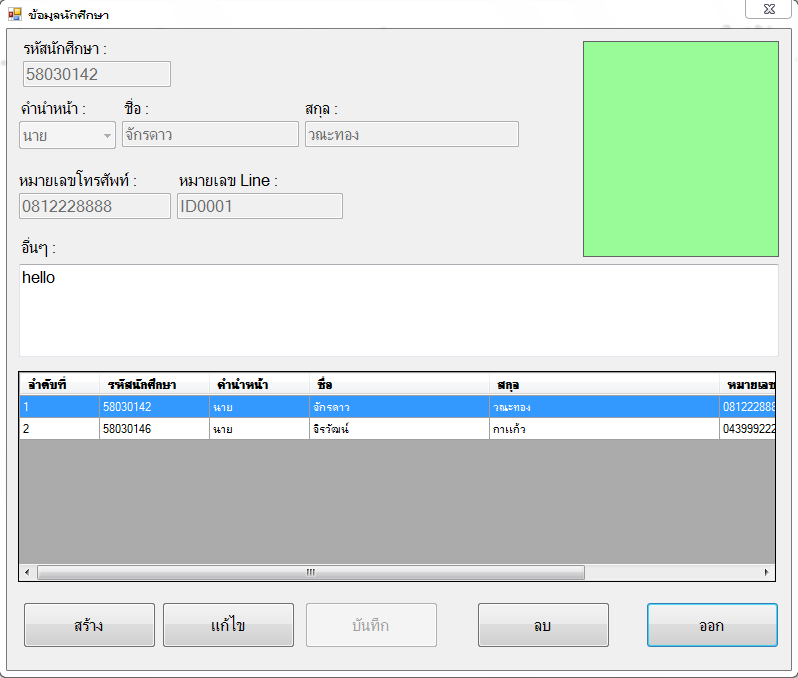 ข้อมูลนักศึกษา
รหัสนักศึกษา :
58030142
คำนำหน้า : ชื่อ : สกุล :
นาย จักรดาว วณะทอง
หมายเลขโทรศัพท์ : หมายเลข Line :
0812228888 ID0001
อื่นๆ :
hello
ลำดับที่ รหัสนักศึกษา คำนำหน้า ชื่อ สกุล หมายเลข
1 58030142 นาย จักรดาว วณะทอง 081222888
2 58030146 นาย จิรวัฒน์ กาแก้ว 043999222
สร้าง แก้ไข บันทึก ลบ ออก